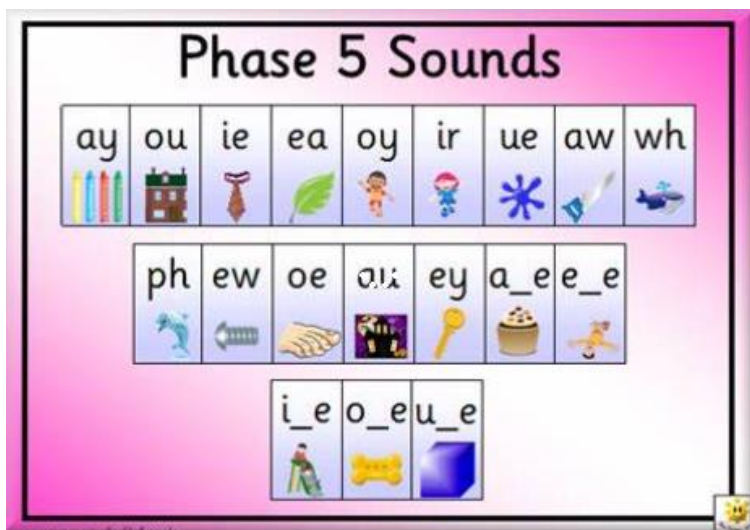 Phase 5 Sounds
ay ou ie ea oy ir ue aw wh
ph ew oe au ey a_e e_e
i_e o_e u_e